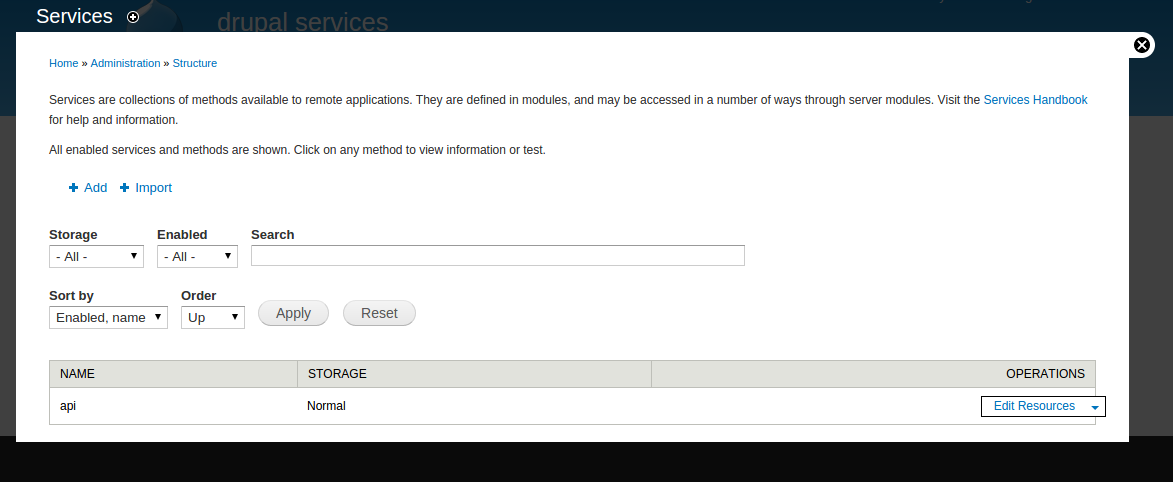 Services
drupal services
Home » Administration » Structure
Services are collections of methods available to remote applications. They are defined in modules, and may be accessed in a number of ways through server modules. Visit the Services Handbook
for help and information.
All enabled services and methods are shown. Click on any method to view information or test.
Add Import
Storage Enabled Search
- All - - All -
Sort by Order
Enabled, name Up Apply Reset
NAME STORAGE OPERATIONS
api Normal Edit Resources